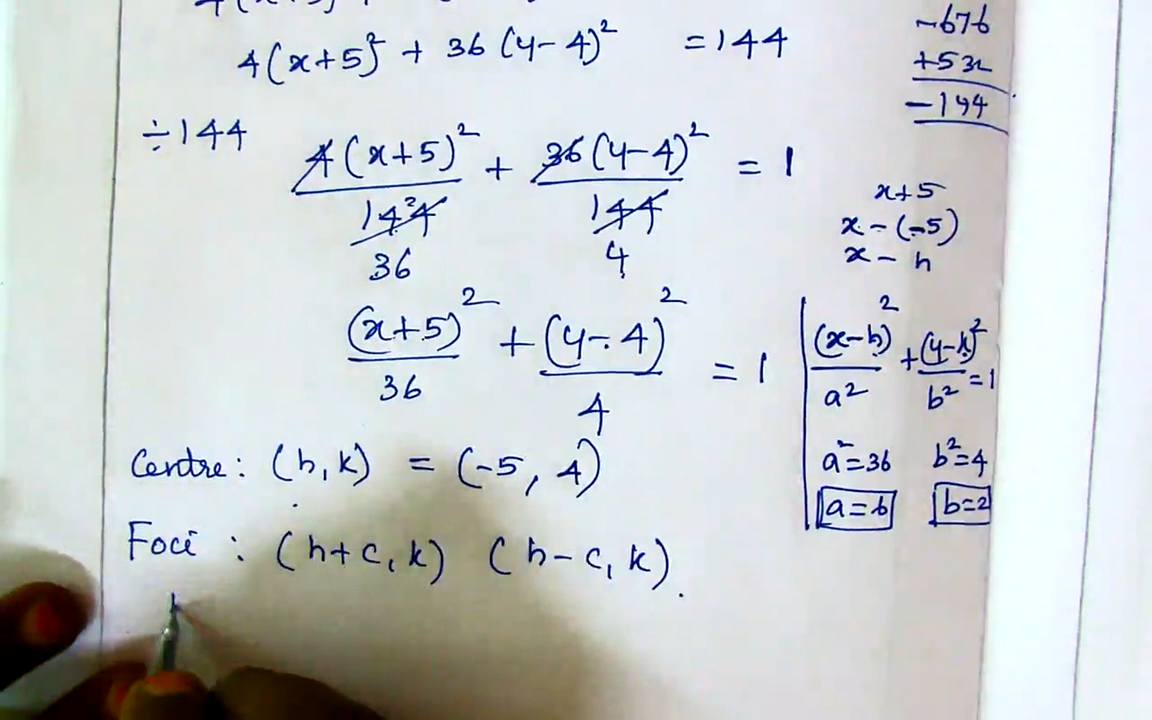 4(x+5)² + 36(y-4)² = 144
÷144
4(x+5)²/144 + 36(y-4)²/144 = 1
36 4
(x+5)²/36 + (y-4)²/4 = 1
Centre: (h, k) = (-5, 4)
Foci : (h+c, k) (h-c, k).
-676
+532
-144
x+5
x-(-5)
x-h
(x-h)²/a² + (y-k)²/b² = 1
a²=36 b²=4
a=6 b=2